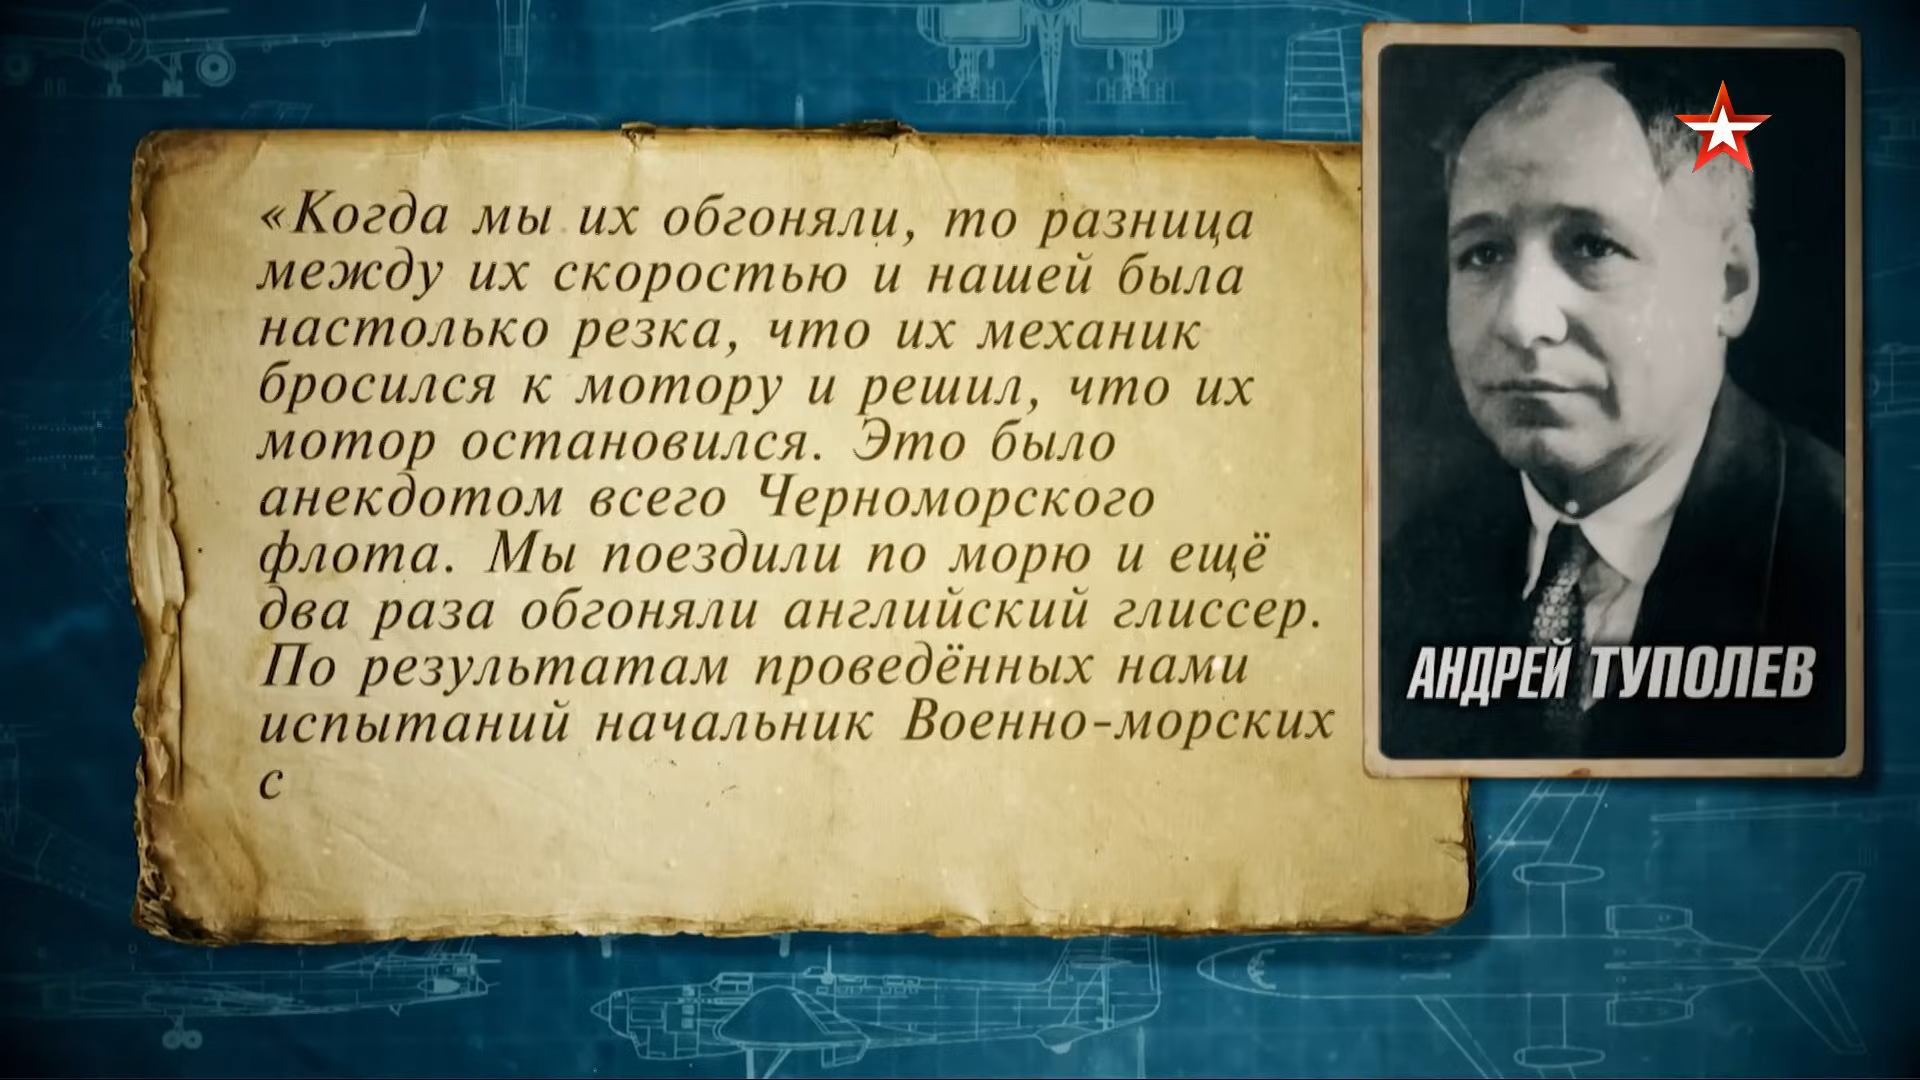 «Когда мы их обгоняли, то разница
между их скоростью и нашей была
настолько резка, что их механик
бросился к мотору и решил, что их
мотор остановился. Это было
анекдотом всего Черноморского
флота. Мы поездили по морю и ещё
два раза обгоняли английский глиссер.
По результатам проведённых нами
испытаний начальник Военно-морских
с
АНДРЕЙ ТУПОЛЕВ